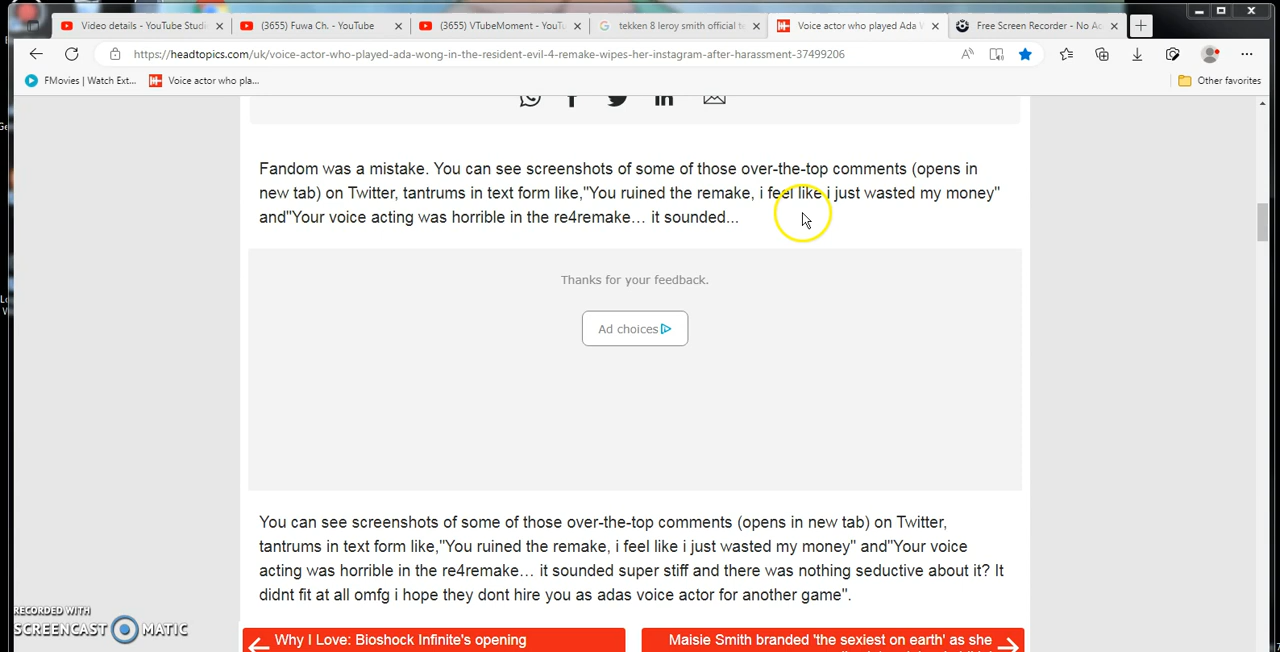 Video details - YouTube Studi
(3655) Fuwa Ch. - YouTube
(3655) VTubeMoment - YouTu
tekken 8 leroy smith official te
Voice actor who played Ada W
Free Screen Recorder - No Ad
https://headtopics.com/uk/voice-actor-who-played-ada-wong-in-the-resident-evil-4-remake-wipes-her-instagram-after-harassment-37499206
FMovies | Watch Ext...
Voice actor who pla...
Other favorites
Fandom was a mistake. You can see screenshots of some of those over-the-top comments (opens in
new tab) on Twitter, tantrums in text form like,"You ruined the remake, i feel like i just wasted my money"
and"Your voice acting was horrible in the re4remake… it sounded...
Thanks for your feedback.
Ad choices
You can see screenshots of some of those over-the-top comments (opens in new tab) on Twitter,
tantrums in text form like,"You ruined the remake, i feel like i just wasted my money" and"Your voice
acting was horrible in the re4remake… it sounded super stiff and there was nothing seductive about it? It
didnt fit at all omfg i hope they dont hire you as adas voice actor for another game".
RECORDED WITH
SCREENCAST MATIC
Why I Love: Bioshock Infinite's opening
Maisie Smith branded 'the sexiest on earth' as she